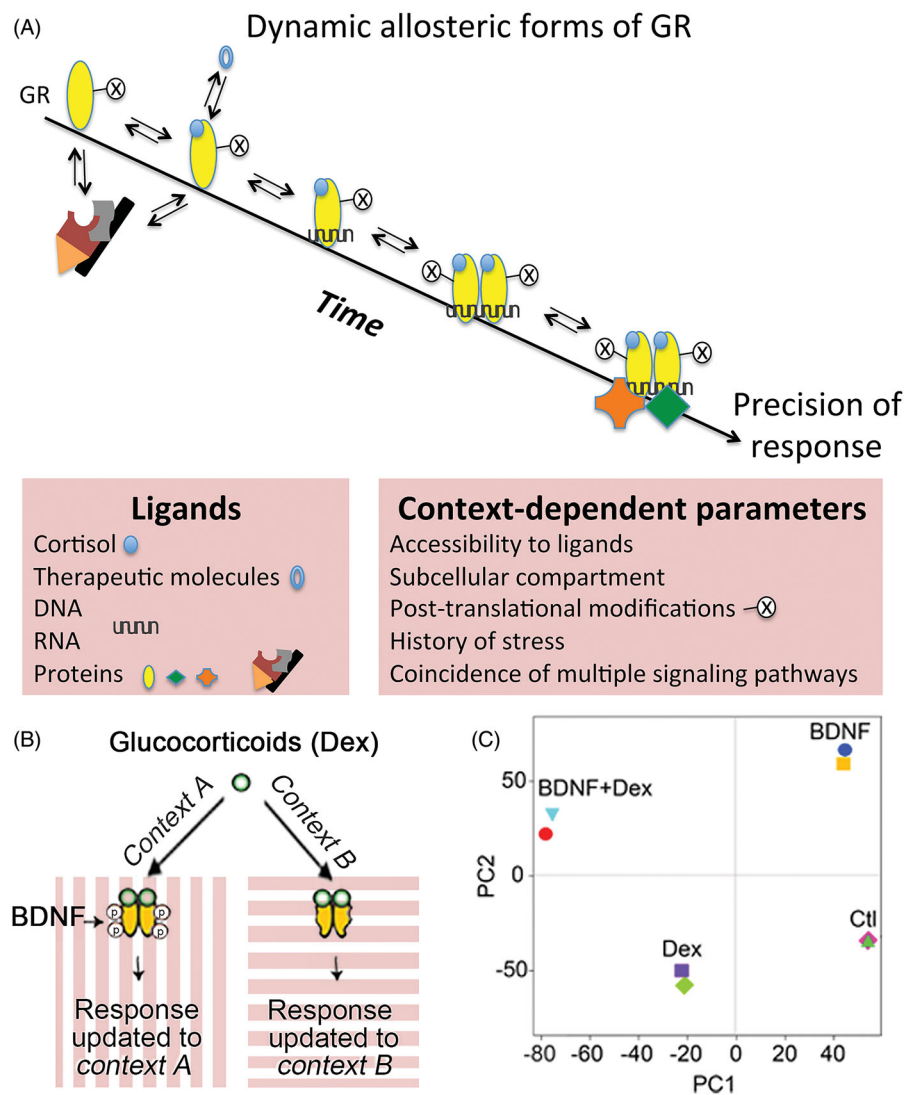 (A)
Dynamic allosteric forms of GR
GR
X
X
X
X
X
X
X
Time
Precision of
response
Ligands
Cortisol
Therapeutic molecules
DNA
RNA
Proteins
Context-dependent parameters
Accessibility to ligands
Subcellular compartment
Post-translational modifications X
History of stress
Coincidence of multiple signaling pathways
(B)
Glucocorticoids (Dex)
Context A
Context B
BDNF
p p
p p
Response
updated to
context A
Response
updated to
context B
(C)
BDNF
BDNF+Dex
Ctl
Dex
PC2
50
0
-50
-80 -60 -40 -20 0 20 40
PC1